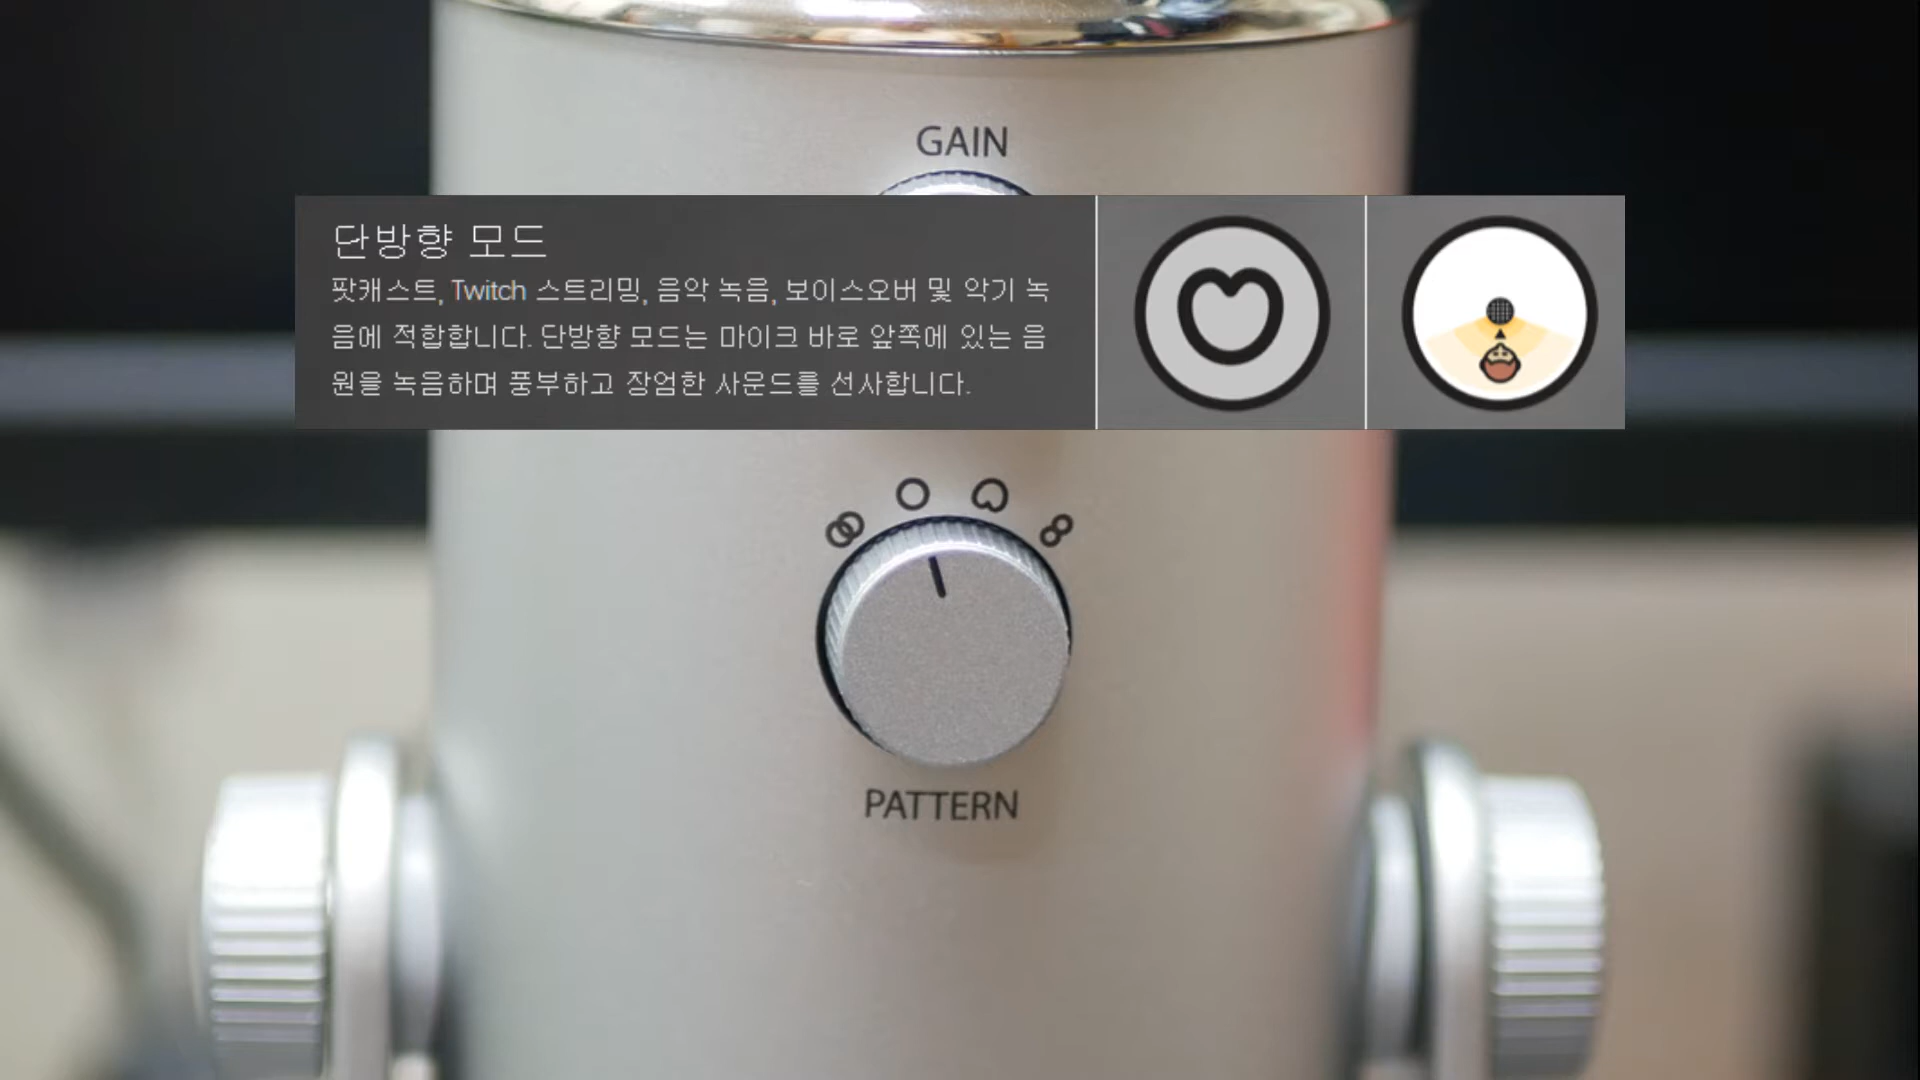 GAIN
단방향 모드
팟캐스트, Twitch 스트리밍, 음악 녹음, 보이스오버 및 악기 녹
음에 적합합니다. 단방향 모드는 마이크 바로 앞쪽에 있는 음
원을 녹음하며 풍부하고 장엄한 사운드를 선사합니다.
PATTERN